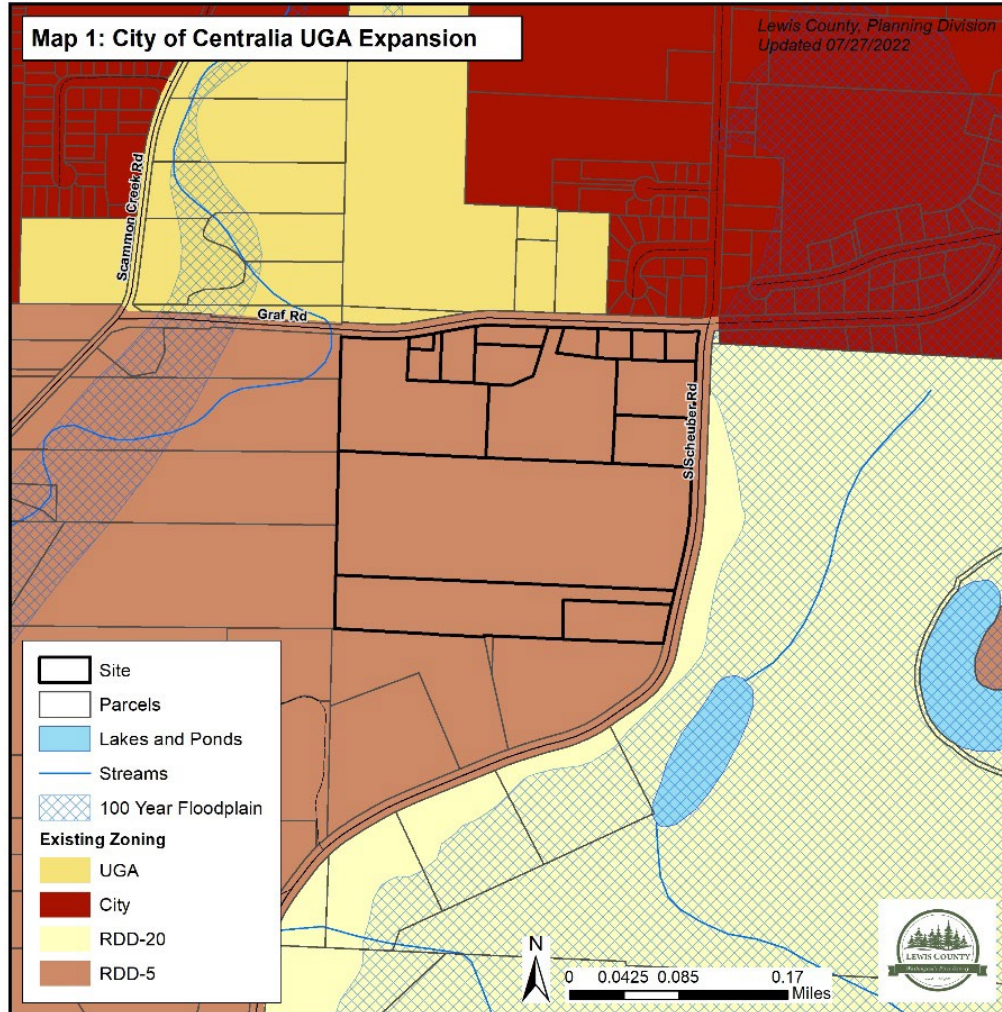 Map 1: City of Centralia UGA Expansion
Lewis County, Planning Division
Updated 07/27/2022
Scammon Creek Rd
Graf Rd
S Scheuber Rd
Site
Parcels
Lakes and Ponds
Streams
100 Year Floodplain
Existing Zoning
UGA
City
RDD-20
RDD-5
N
0 0.0425 0.085 0.17
Miles
LEWIS COUNTY